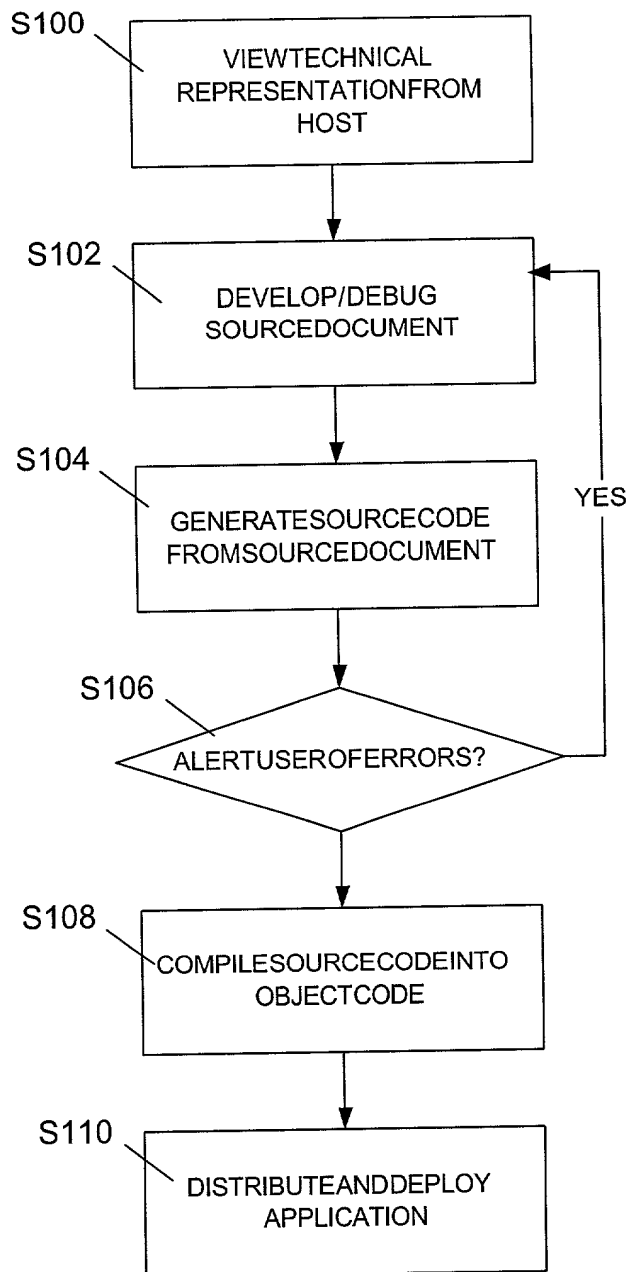 S100
VIEWTECHNICAL
REPRESENTATIONFROM
HOST
S102
DEVELOP/DEBUG
SOURCEDOCUMENT
S104
GENERATESOURCECODE
FROMSOURCEDOCUMENT
YES
S106
ALERTUSEROFERRORS?
S108
COMPILESOURCECODEINTO
OBJECTCODE
S110
DISTRIBUTEANDDEPLOY
APPLICATION